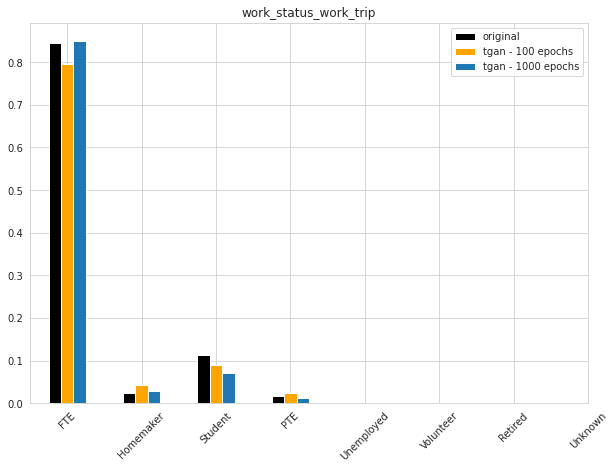 work_status_work_trip
original
tgan - 100 epochs
tgan - 1000 epochs
0.8
0.7
0.6
0.5
0.4
0.3
0.2
0.1
0.0
FTE
Homemaker
Student
PTE
Unemployed
Volunteer
Retired
Unknown